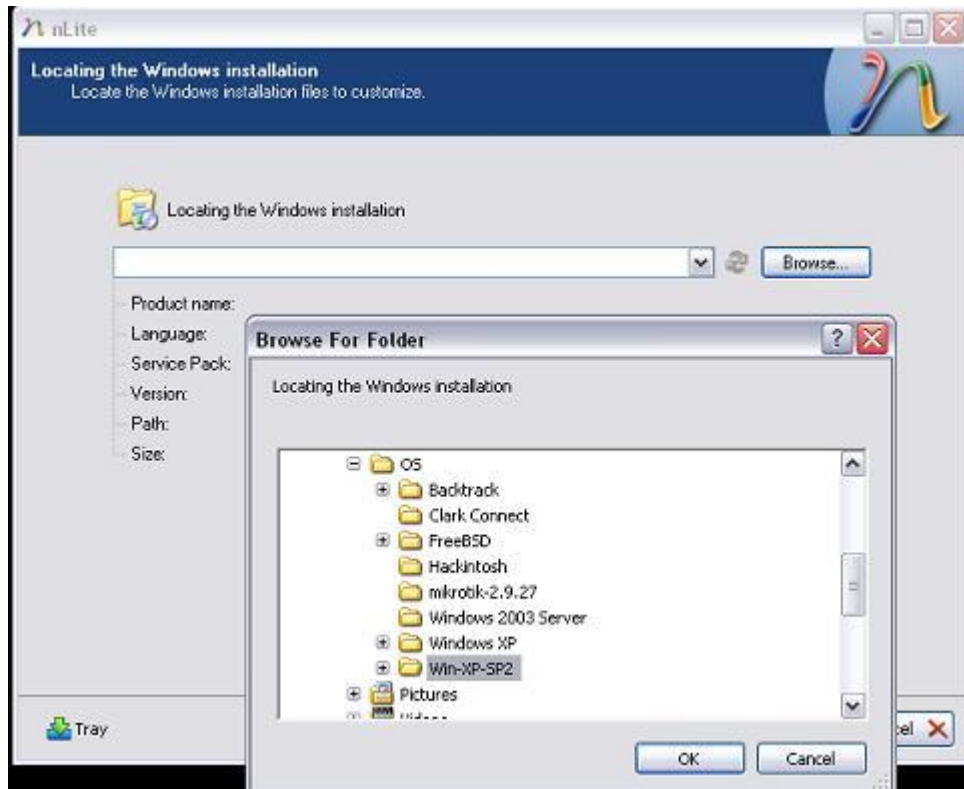 nLite
Locating the Windows installation
Locate the Windows installation files to customize.
Locating the Windows installation
Browse...
Product name:
Language:
Service Pack:
Version:
Path:
Size:
Browse For Folder
Locating the Windows installation
OS
Backtrack
Clark Connect
FreeBSD
Hackintosh
mikrotik-2.9.27
Windows 2003 Server
Windows XP
Win-XP-SP2
Pictures
Tray
OK
Cancel